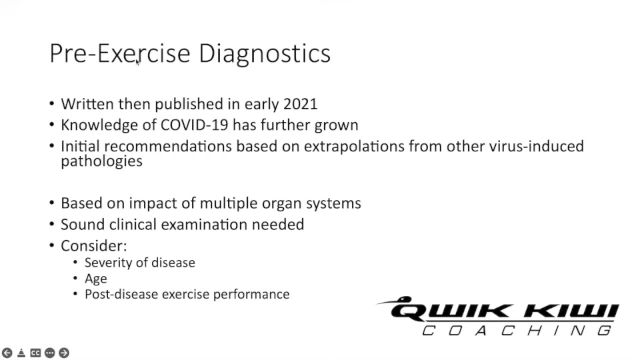 Pre-Exercise Diagnostics
• Written then published in early 2021
• Knowledge of COVID-19 has further grown
• Initial recommendations based on extrapolations from other virus-induced
pathologies
• Based on impact of multiple organ systems
• Sound clinical examination needed
• Consider:
• Severity of disease
• Age
• Post-disease exercise performance
QWIK KIWI
COACHING
CC